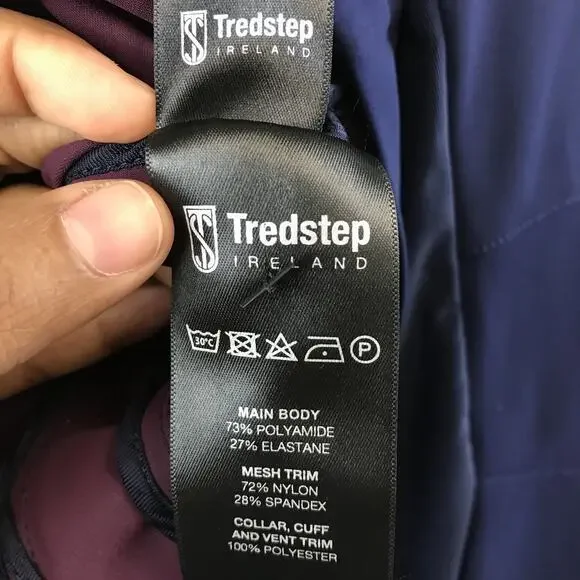 Tredstep
IRELAND
Tredstep
IRELAND
30°C
P
MAIN BODY
73% POLYAMIDE
27% ELASTANE
MESH TRIM
72% NYLON
28% SPANDEX
COLLAR, CUFF
AND VENT TRIM
100% POLYESTER